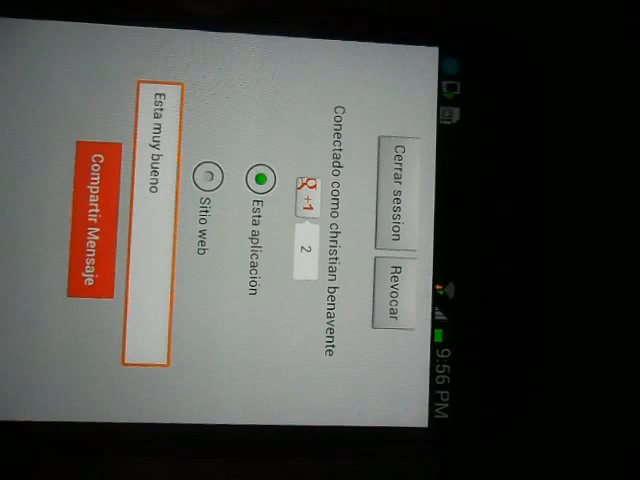 9:56 PM
Cerrar session Revocar
Conectado como christian benavente
g +1 2
Esta aplicación
Sitio web
Esta muy bueno
Compartir Mensaje